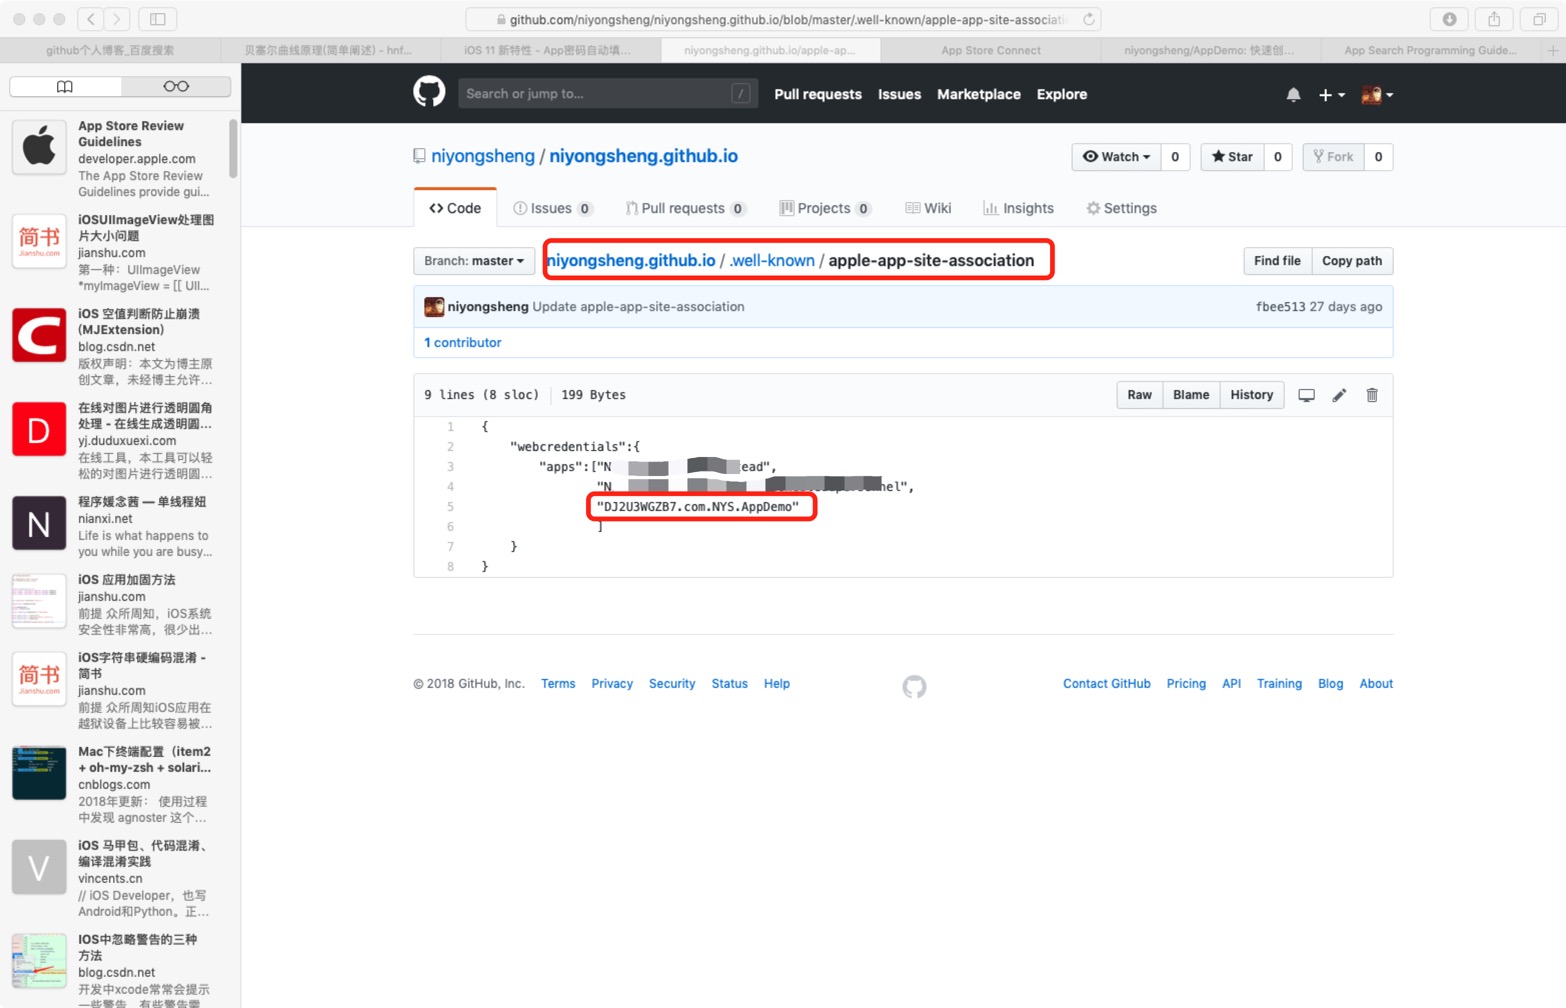 github.com/niyongsheng/niyongsheng.github.io/blob/master/.well-known/apple-app-site-associati
github个人博客_百度搜索
贝塞尔曲线原理(简单阐述) - hnf...
iOS 11 新特性 - App密码自动填...
niyongsheng.github.io/apple-ap...
App Store Connect
niyongsheng/AppDemo: 快速创...
App Search Programming Guide...
App Store Review
Guidelines
developer.apple.com
The App Store Review
Guidelines provide gui...
简书
Jianshu.com
iOSUIImageView处理图
片大小问题
jianshu.com
第一种：UIImageView
*myImageView = [[ UII...
C
iOS 空值判断防止崩溃
(MJExtension)
blog.csdn.net
版权声明：本文为博主原
创文章，未经博主允许...
D
在线对图片进行透明圆角
处理 - 在线生成透明圆...
yj.duduxuexi.com
在线工具，本工具可以轻
松的对图片进行透明圆...
N
程序媛念茜 — 单线程妞
nianxi.net
Life is what happens to
you while you are busy...
iOS 应用加固方法
jianshu.com
前提 众所周知，iOS系统
安全性非常高，很少出...
简书
Jianshu.com
iOS字符串硬编码混淆 -
简书
jianshu.com
前提 众所周知iOS应用在
越狱设备上比较容易被...
Mac下终端配置（item2
+ oh-my-zsh + solari...
cnblogs.com
2018年更新： 使用过程
中发现 agnoster 这个...
V
iOS 马甲包、代码混淆、
编译混淆实践
vincents.cn
// iOS Developer，也写
Android和Python。正...
IOS中忽略警告的三种
方法
blog.csdn.net
开发中xcode常常会提示
一些警告，有些警告需
Search or jump to...
/
Pull requests
Issues
Marketplace
Explore
niyongsheng / niyongsheng.github.io
Watch 0
Star 0
Fork 0
<> Code
Issues 0
Pull requests 0
Projects 0
Wiki
Insights
Settings
Branch: master
niyongsheng.github.io / .well-known / apple-app-site-association
Find file
Copy path
niyongsheng Update apple-app-site-association
fbee513 27 days ago
1 contributor
9 lines (8 sloc)
199 Bytes
Raw
Blame
History
1 {
2 "webcredentials":{
3 "apps":["N ead",
4 "N nel",
5 "DJ2U3WGZB7.com.NYS.AppDemo"
6 ]
7 }
8 }
© 2018 GitHub, Inc.
Terms
Privacy
Security
Status
Help
Contact GitHub
Pricing
API
Training
Blog
About